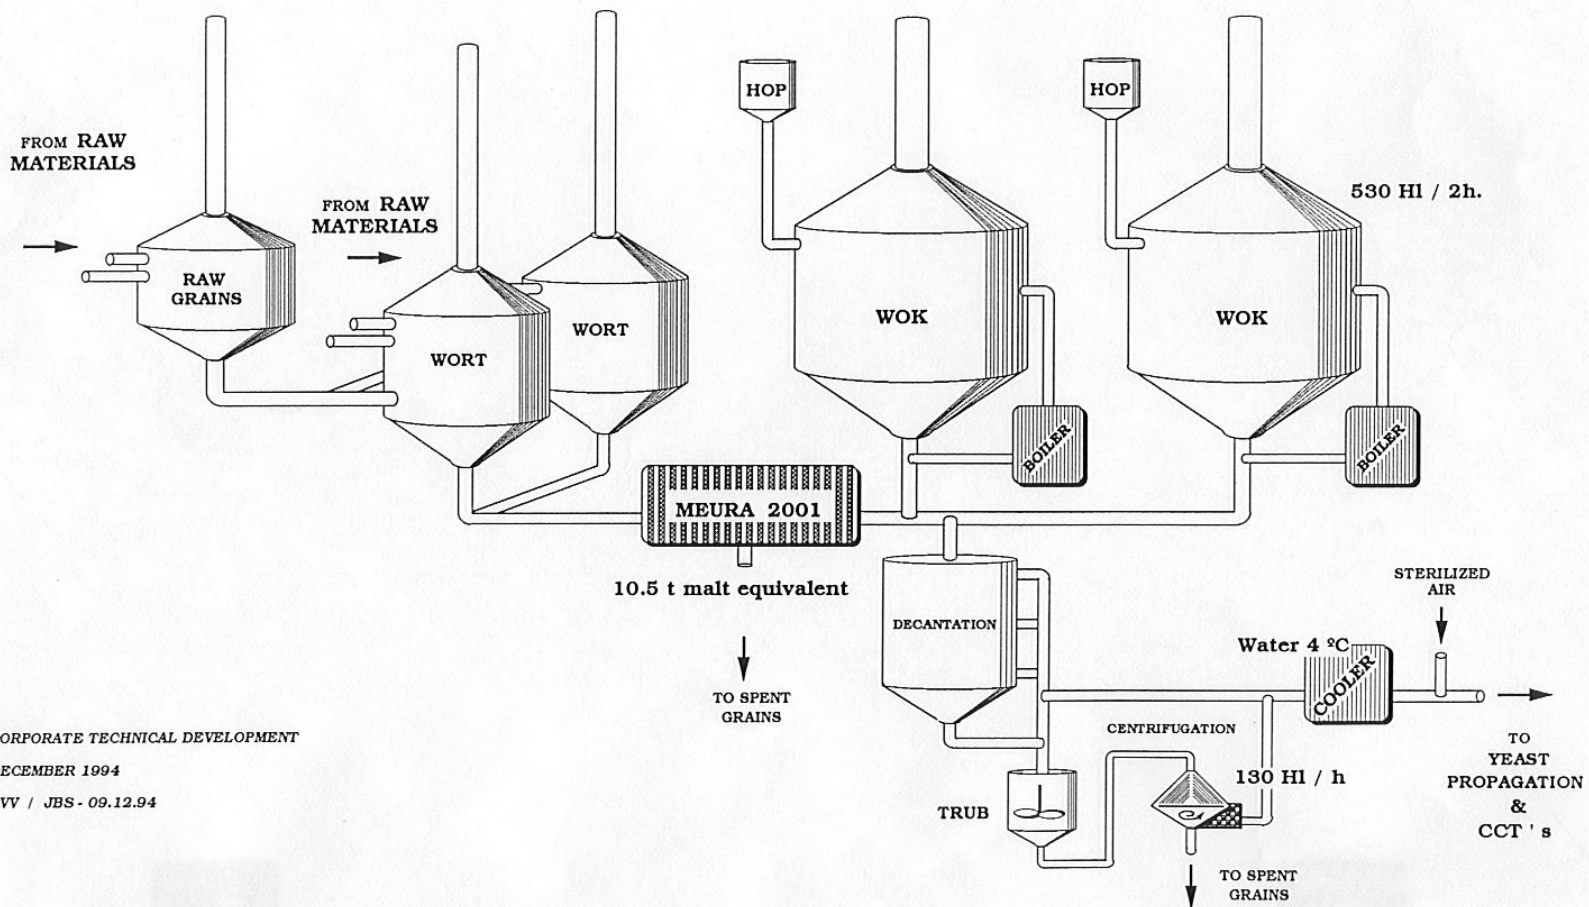 FROM RAW
MATERIALS
RAW
GRAINS
FROM RAW
MATERIALS
WORT
WORT
HOP
WOK
BOILER
HOP
530 Hl / 2h.
WOK
BOILER
MEURA 2001
10.5 t malt equivalent
TO SPENT
GRAINS
DECANTATION
STERILIZED
AIR
Water 4 ºC
COOLER
CENTRIFUGATION
130 Hl / h
TRUB
TO SPENT
GRAINS
TO
YEAST
PROPAGATION
&
CCT ' s
ORPORATE TECHNICAL DEVELOPMENT
ECEMBER 1994
VV / JBS - 09.12.94